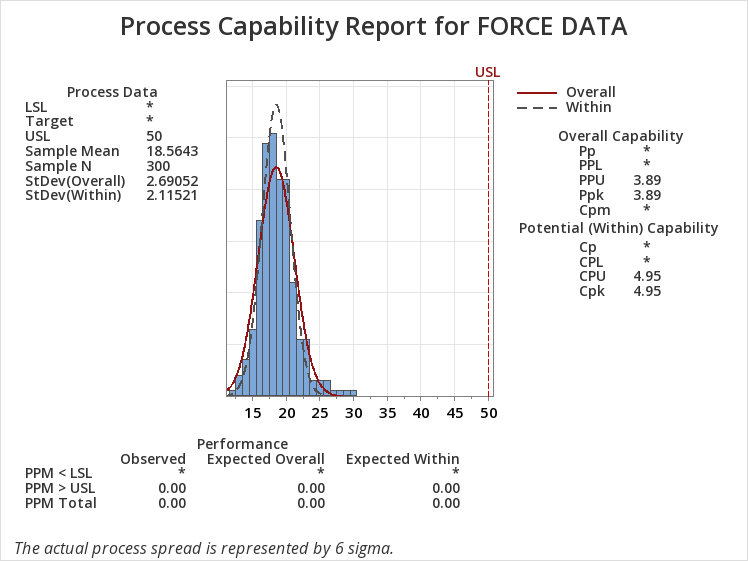 Process Capability Report for FORCE DATA
USL
Process Data
LSL *
Target *
USL 50
Sample Mean 18.5643
Sample N 300
StDev(Overall) 2.69052
StDev(Within) 2.11521
Overall
Within
Overall Capability
Pp *
PPL *
PPU 3.89
Ppk 3.89
Cpm *
Potential (Within) Capability
Cp *
CPL *
CPU 4.95
Cpk 4.95
15 20 25 30 35 40 45 50
Performance
Observed Expected Overall Expected Within
PPM < LSL * * *
PPM > USL 0.00 0.00 0.00
PPM Total 0.00 0.00 0.00
The actual process spread is represented by 6 sigma.